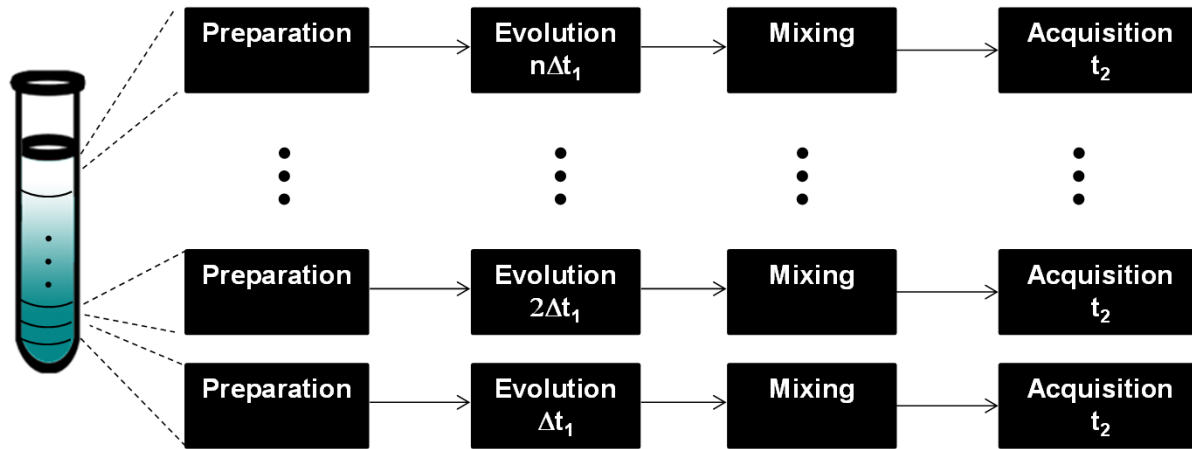 Preparation Evolution Mixing Acquisition
nΔt₁ t₂
Preparation Evolution Mixing Acquisition
2Δt₁ t₂
Preparation Evolution Mixing Acquisition
Δt₁ t₂